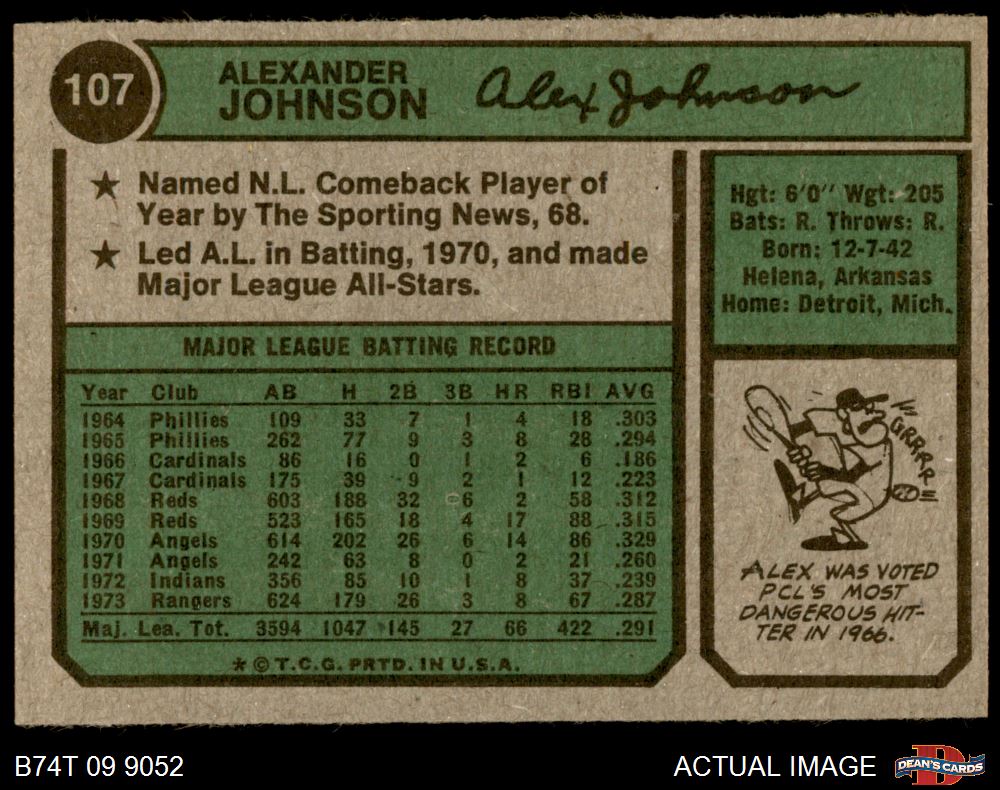 107
ALEXANDER
JOHNSON
Alex Johnson
★ Named N.L. Comeback Player of
Year by The Sporting News, 68.
★ Led A.L. in Batting, 1970, and made
Major League All-Stars.
Hgt: 6'0" Wgt: 205
Bats: R. Throws: R.
Born: 12-7-42
Helena, Arkansas
Home: Detroit, Mich.
MAJOR LEAGUE BATTING RECORD
Year Club AB H 2B 3B HR RBI AVG
1964 Phillies 109 33 7 1 4 18 .303
1965 Phillies 262 77 9 3 8 28 .294
1966 Cardinals 86 16 0 1 2 6 .186
1967 Cardinals 175 39 9 2 1 12 .223
1968 Reds 603 188 32 6 2 58 .312
1969 Reds 523 165 18 4 17 88 .315
1970 Angels 614 202 26 6 14 86 .329
1971 Angels 242 63 8 0 2 21 .260
1972 Indians 356 85 10 1 8 37 .239
1973 Rangers 624 179 26 3 8 67 .287
Maj. Lea. Tot. 3594 1047 145 27 66 422 .291
* © T.C.G. PRTD. IN U.S.A.
GRRRR
ALEX WAS VOTED
PCL'S MOST
DANGEROUS HIT-
TER IN 1966.
B74T 09 9052
ACTUAL IMAGE
DEAN'S CARDS